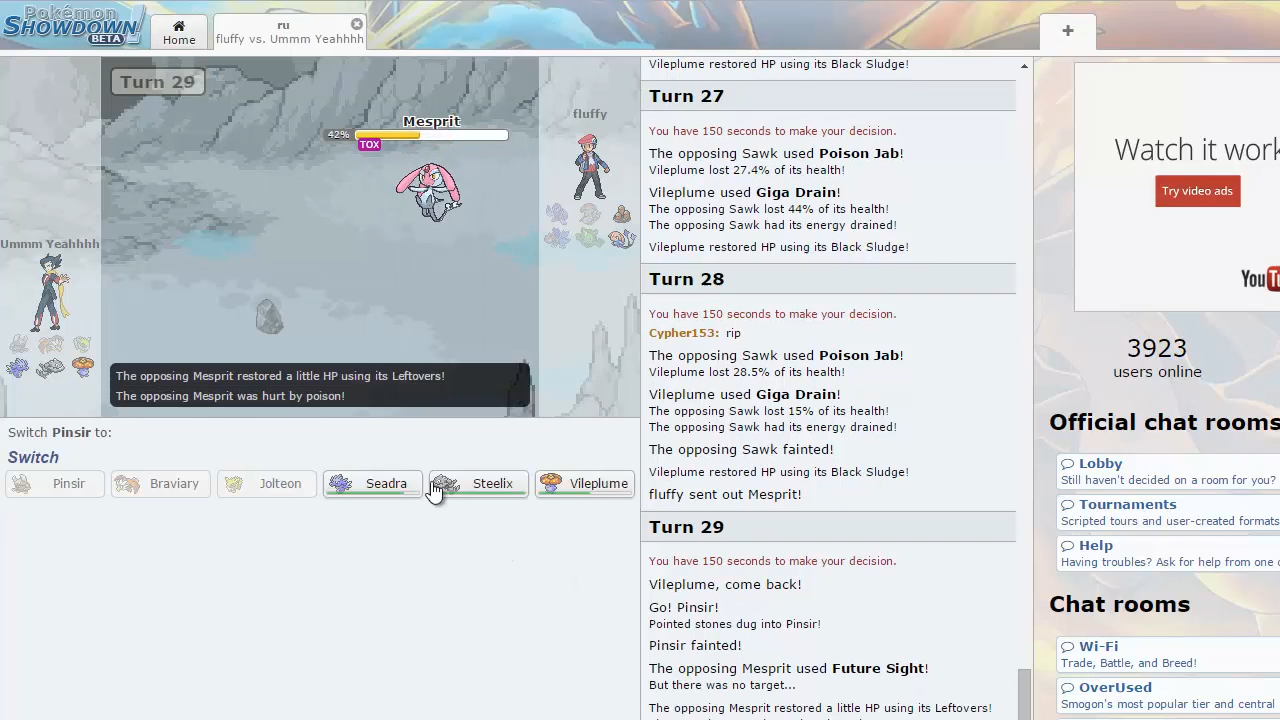 Pokémon
SHOWDOWN!
BETA
Home
ru
fluffy vs. Ummm Yeahhhh
+
Turn 29
Mesprit
42%
TOX
fluffy
Ummm Yeahhhh
The opposing Mesprit restored a little HP using its Leftovers!
The opposing Mesprit was hurt by poison!
Switch Pinsir to:
Switch
Pinsir
Braviary
Jolteon
Seadra
Steelix
Vileplume
Vileplume restored HP using its Black Sludge!
Turn 27
You have 150 seconds to make your decision.
The opposing Sawk used Poison Jab!
Vileplume lost 27.4% of its health!
Vileplume used Giga Drain!
The opposing Sawk lost 44% of its health!
The opposing Sawk had its energy drained!
Vileplume restored HP using its Black Sludge!
Turn 28
You have 150 seconds to make your decision.
Cypher153: rip
The opposing Sawk used Poison Jab!
Vileplume lost 28.5% of its health!
Vileplume used Giga Drain!
The opposing Sawk lost 15% of its health!
The opposing Sawk had its energy drained!
The opposing Sawk fainted!
Vileplume restored HP using its Black Sludge!
fluffy sent out Mesprit!
Turn 29
You have 150 seconds to make your decision.
Vileplume, come back!
Go! Pinsir!
Pointed stones dug into Pinsir!
Pinsir fainted!
The opposing Mesprit used Future Sight!
But there was no target...
The opposing Mesprit restored a little HP using its Leftovers!
Watch it work
Try video ads
YouT
3923
users online
Official chat rooms
Lobby
Still haven't decided on a room for you?
Tournaments
Scripted tours and user-created formats
Help
Having troubles? Ask for help from one
Chat rooms
Wi-Fi
Trade, Battle, and Breed!
OverUsed
Smogon's most popular tier and central